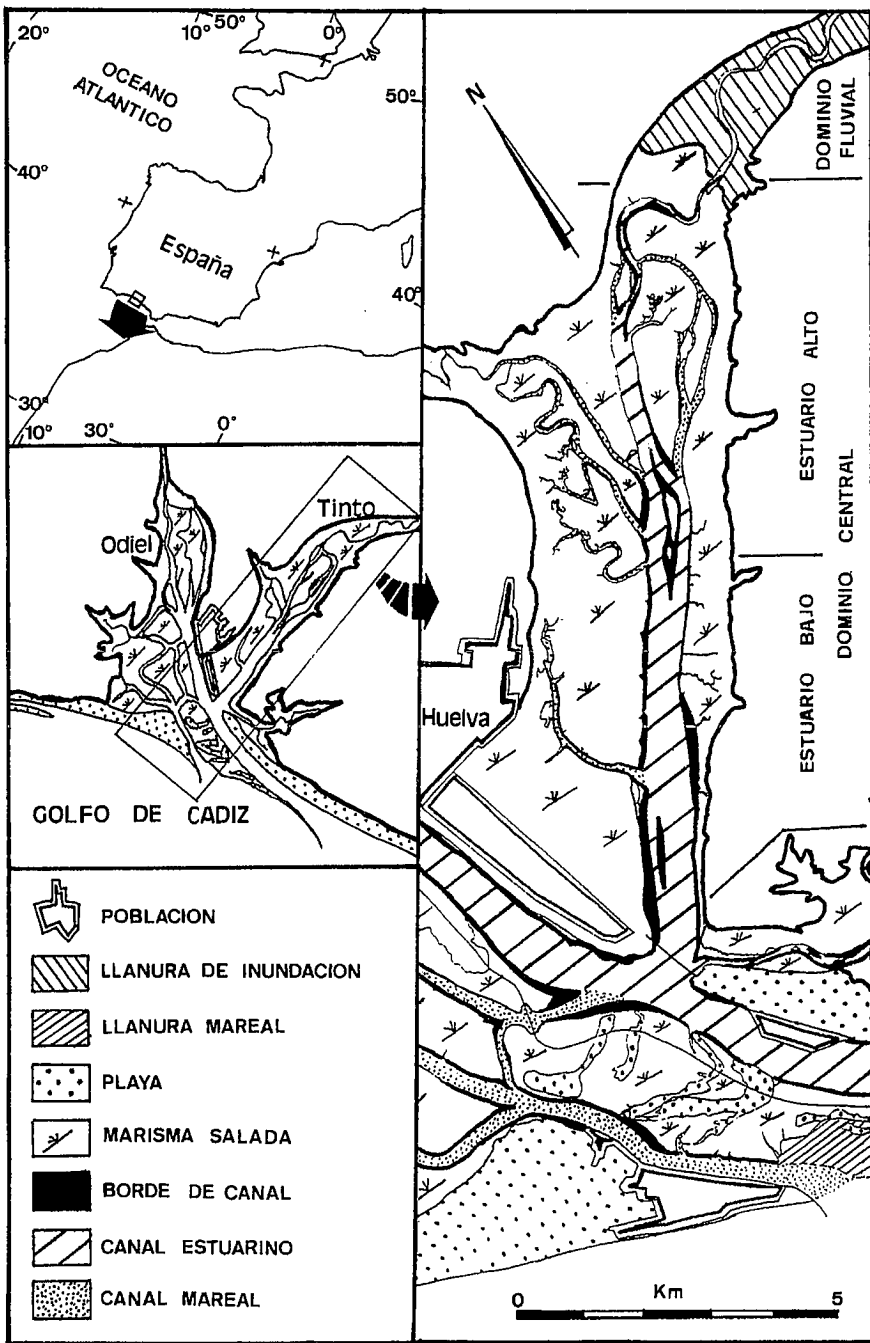 20°
10°
50°
0°
OCEANO
ATLANTICO
50°
40°
España
40°
30°
10°
30°
0°
Odiel
Tinto
GOLFO DE CADIZ
POBLACION
LLANURA DE INUNDACION
LLANURA MAREAL
PLAYA
MARISMA SALADA
BORDE DE CANAL
CANAL ESTUARINO
CANAL MAREAL
N
DOMINIO
FLUVIAL
ESTUARIO ALTO
ESTUARIO BAJO
DOMINIO CENTRAL
Huelva
Km
0
5